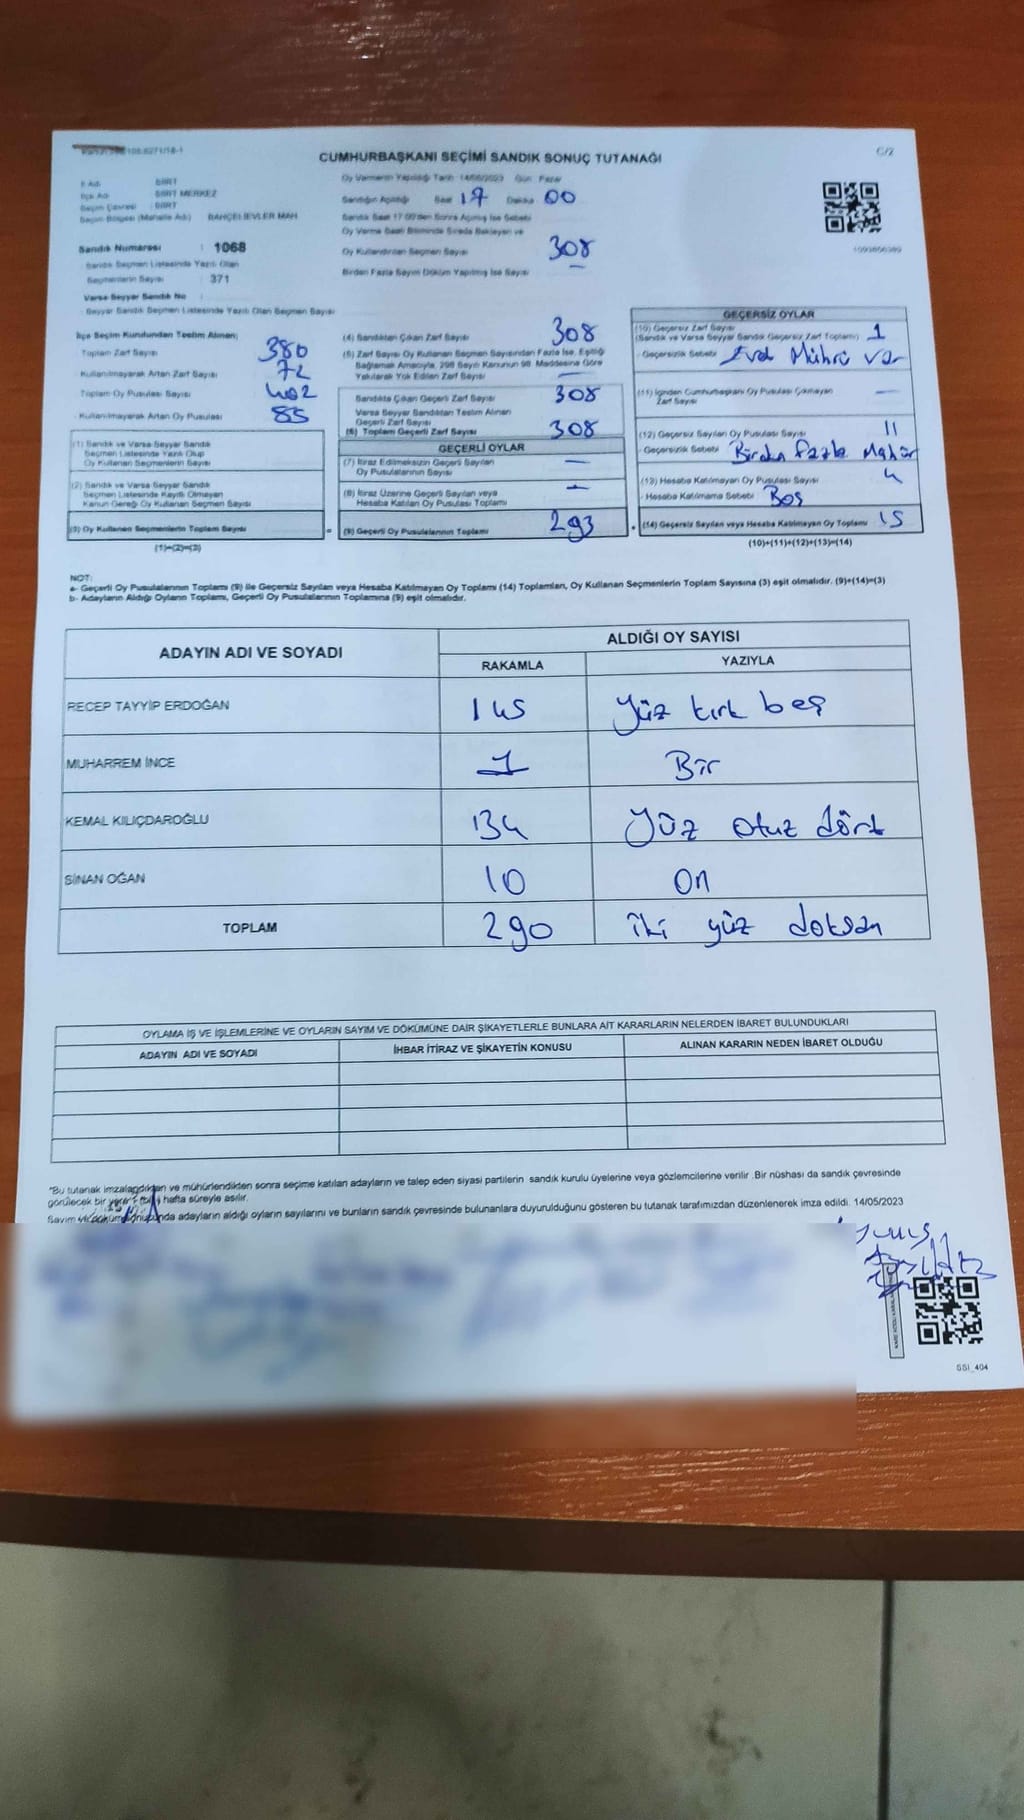 CUMHURBAŞKANI SEÇİMİ SANDIK SONUÇ TUTANAĞI
C/2
İl Adı : SİİRT
İlçe Adı : SİİRT MERKEZ
Seçim Çevresi : SİİRT
Seçim Bölgesi (Mahalle Adı) : BAHÇELİEVLER MAH
Sandık Numarası : 1068
Sandık Seçmen Listesinde Yazılı Olan
Seçmenlerin Sayısı : 371
Varsa Seyyar Sandık No :
Seyyar Sandık Seçmen Listesinde Yazılı Olan Seçmen Sayısı
Oy Vermenin Yapıldığı Tarih 14/05/2023 Gün Pazar
Sandığın Açıldığı Saat 17 Dakika 00
Sandık Saat 17:00'den Sonra Açılmış İse Sebebi
Oy Verme Saati Bitiminde Sırada Bekleyen ve
Oy Kullandırılan Seçmen Sayısı 308
Birden Fazla Sayım Döküm Yapılmış İse Sayısı
İlçe Seçim Kurulundan Teslim Alınan;
Toplam Zarf Sayısı 380
Kullanılmayarak Artan Zarf Sayısı 72
Toplam Oy Pusulası Sayısı 402
Kullanılmayarak Artan Oy Pusulası 85
(1) Sandık ve Varsa Seyyar Sandık
Seçmen Listesinde Yazılı Olup
Oy Kullanan Seçmenlerin Sayısı
(2) Sandık ve Varsa Seyyar Sandık
Seçmen Listesinde Kayıtlı Olmayan
Kanun Gereği Oy Kullanan Seçmen Sayısı
(3) Oy Kullanan Seçmenlerin Toplam Sayısı =
(1)+(2)=(3)
(4) Sandıktan Çıkan Zarf Sayısı 308
(5) Zarf Sayısı Oy Kullanan Seçmen Sayısından Fazla İse, Eşitliği
Sağlamak Amacıyla, 298 Sayılı Kanunun 98. Maddesine Göre
Yakılarak Yok Edilen Zarf Sayısı —
Sandıkta Çıkan Geçerli Zarf Sayısı 308
Varsa Seyyar Sandıktan Teslim Alınan
Geçerli Zarf Sayısı
(6) Toplam Geçerli Zarf Sayısı 308
GEÇERLİ OYLAR
(7) İtiraz Edilmeksizin Geçerli Sayılan
Oy Pusulalarının Sayısı —
(8) İtiraz Üzerine Geçerli Sayılan veya
Hesaba Katılan Oy Pusulası Toplamı —
(9) Geçerli Oy Pusulalarının Toplamı 293
GEÇERSİZ OYLAR
(10) Geçersiz Zarf Sayısı
(Sandık ve Varsa Seyyar Sandık Geçersiz Zarf Toplamı) 1
Geçersizlik Sebebi Mührü var
(11) İçinden Cumhurbaşkanı Oy Pusulası Çıkmayan
Zarf Sayısı —
(12) Geçersiz Sayılan Oy Pusulası Sayısı 11
Geçersizlik Sebebi Birden fazla Mühür
(13) Hesaba Katılmayan Oy Pusulası Sayısı 4
Hesaba Katılmama Sebebi Boş
+ (14) Geçersiz Sayılan veya Hesaba Katılmayan Oy Toplamı 15
(10)+(11)+(12)+(13)=(14)
NOT:
a- Geçerli Oy Pusulalarının Toplamı (9) ile Geçersiz Sayılan veya Hesaba Katılmayan Oy Toplamı (14) Toplamları, Oy Kullanan Seçmenlerin Toplam Sayısına (3) eşit olmalıdır. (9)+(14)=(3)
b- Adayların Aldığı Oyların Toplamı, Geçerli Oy Pusulalarının Toplamına (9) eşit olmalıdır.
ADAYIN ADI VE SOYADI ALDIĞI OY SAYISI
RAKAMLA YAZIYLA
RECEP TAYYİP ERDOĞAN 145 Yüz kırk beş
MUHARREM İNCE 1 Bir
KEMAL KILIÇDAROĞLU 134 Yüz otuz dört
SİNAN OĞAN 10 On
TOPLAM 290 iki yüz doksan
OYLAMA İŞ VE İŞLEMLERİNE VE OYLARIN SAYIM VE DÖKÜMÜNE DAİR ŞİKAYETLERLE BUNLARA AİT KARARLARIN NELERDEN İBARET BULUNDUKLARI
ADAYIN ADI VE SOYADI İHBAR İTİRAZ VE ŞİKAYETİN KONUSU ALINAN KARARIN NEDEN İBARET OLDUĞU
*Bu tutanak imzalandıktan ve mühürlendikten sonra seçime katılan adayların ve talep eden siyasi partilerin sandık kurulu üyelerine veya gözlemcilerine verilir. Bir nüshası da sandık çevresinde
görülecek bir yere hafta süreyle asılır.
Sayım ve döküm sonucunda adayların aldığı oyların sayılarını ve bunların sandık çevresinde bulunanlara duyurulduğunu gösteren bu tutanak tarafımızdan düzenlenerek imza edildi. 14/05/2023
SSI_404